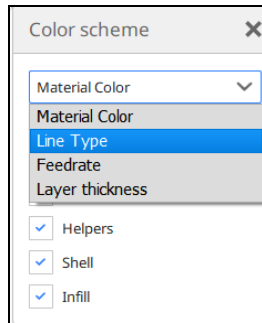 Color scheme
Material Color
Material Color
Line Type
Feedrate
Layer thickness
Helpers
Shell
Infill